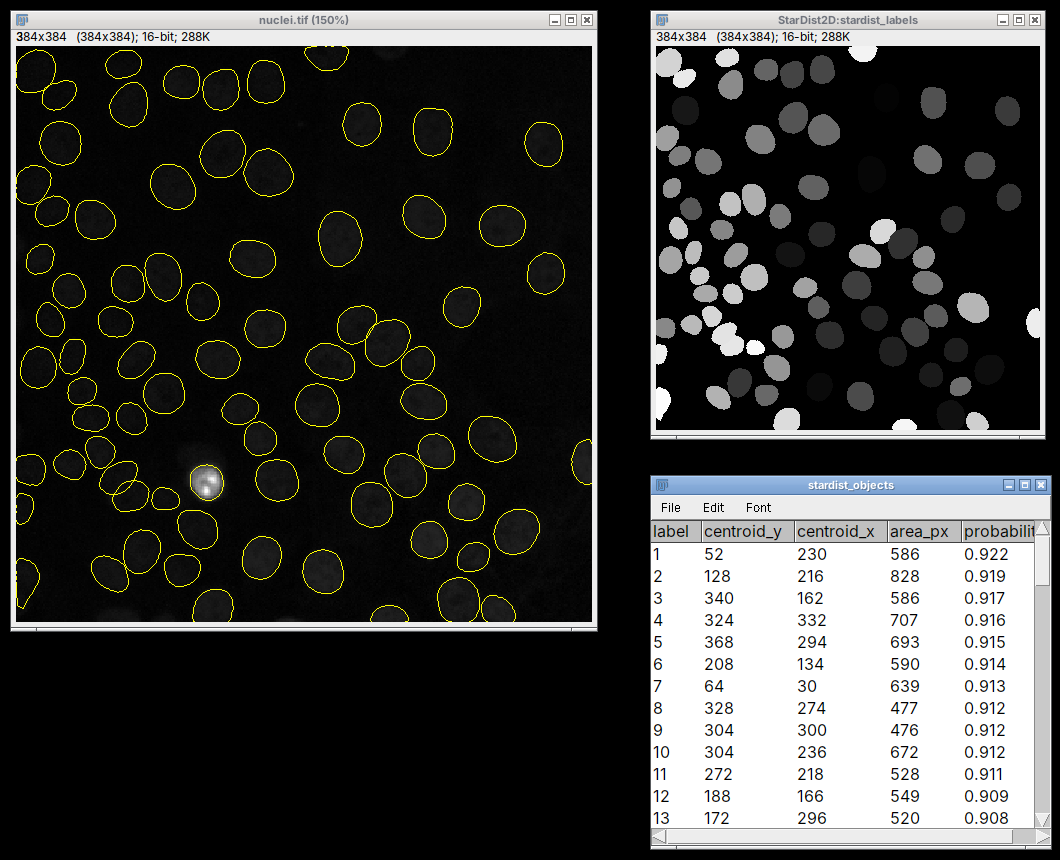 nuclei.tif (150%)
384x384 (384x384); 16-bit; 288K
StarDist2D:stardist_labels
384x384 (384x384); 16-bit; 288K
stardist_objects
File Edit Font
label centroid_y centroid_x area_px probabilit
1 52 230 586 0.922
2 128 216 828 0.919
3 340 162 586 0.917
4 324 332 707 0.916
5 368 294 693 0.915
6 208 134 590 0.914
7 64 30 639 0.913
8 328 274 477 0.912
9 304 300 476 0.912
10 304 236 672 0.912
11 272 218 528 0.911
12 188 166 549 0.909
13 172 296 520 0.908